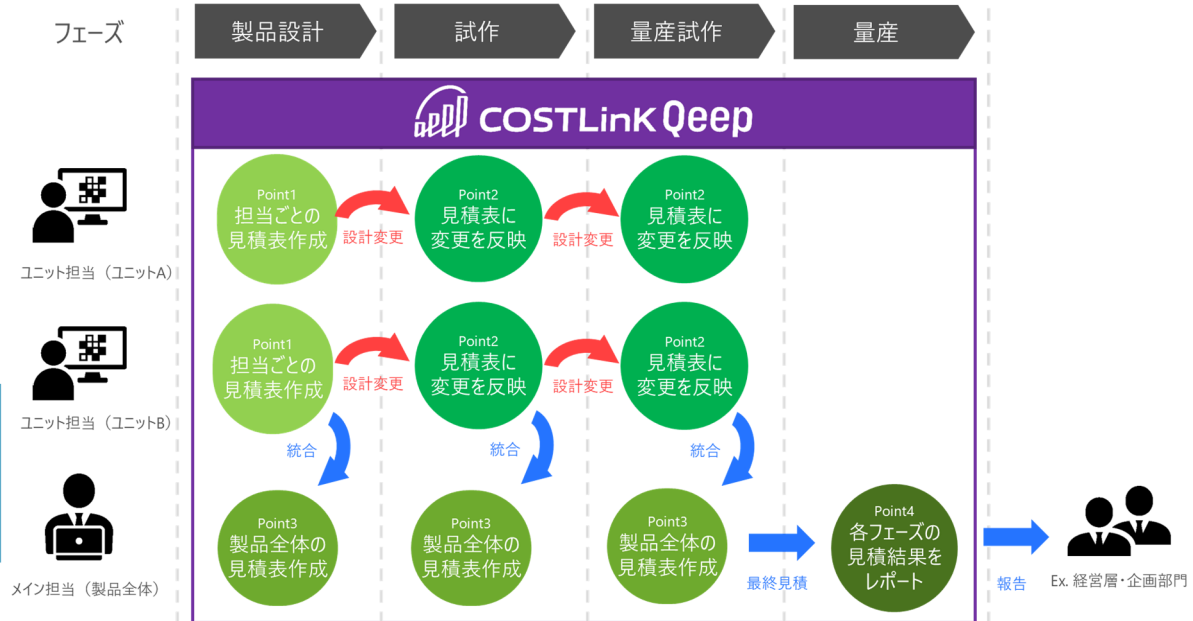 フェーズ
製品設計
試作
量産試作
量産
COSTLinK Qeep
ユニット担当（ユニットA）
Point1
担当ごとの
見積表作成
設計変更
Point2
見積表に
変更を反映
設計変更
Point2
見積表に
変更を反映
ユニット担当（ユニットB）
Point1
担当ごとの
見積表作成
設計変更
Point2
見積表に
変更を反映
設計変更
Point2
見積表に
変更を反映
統合
統合
統合
メイン担当（製品全体）
Point3
製品全体の
見積表作成
Point3
製品全体の
見積表作成
Point3
製品全体の
見積表作成
最終見積
Point4
各フェーズの
見積結果を
レポート
報告
Ex. 経営層・企画部門